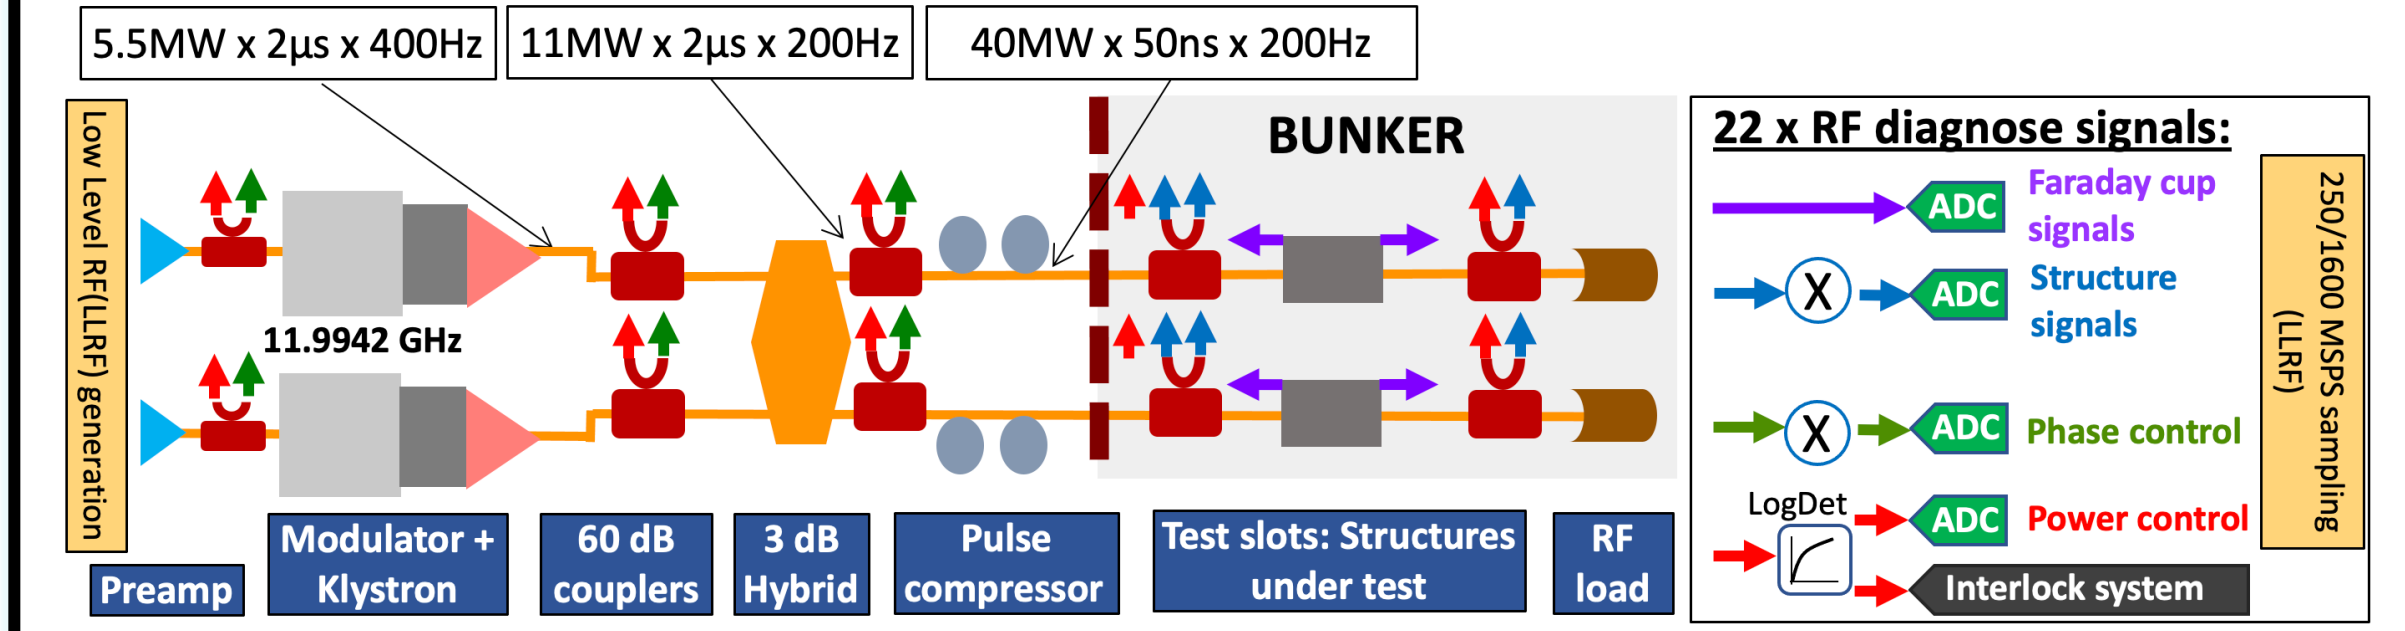 5.5MW x 2µs x 400Hz
11MW x 2µs x 200Hz
40MW x 50ns x 200Hz
Low Level RF(LLRF) generation
11.9942 GHz
BUNKER
Preamp
Modulator +
Klystron
60 dB
couplers
3 dB
Hybrid
Pulse
compressor
Test slots: Structures
under test
RF
load
22 x RF diagnose signals:
ADC
Faraday cup
signals
X
ADC
Structure
signals
X
ADC
Phase control
LogDet
ADC
Power control
Interlock system
250/1600 MSPS sampling
(LLRF)